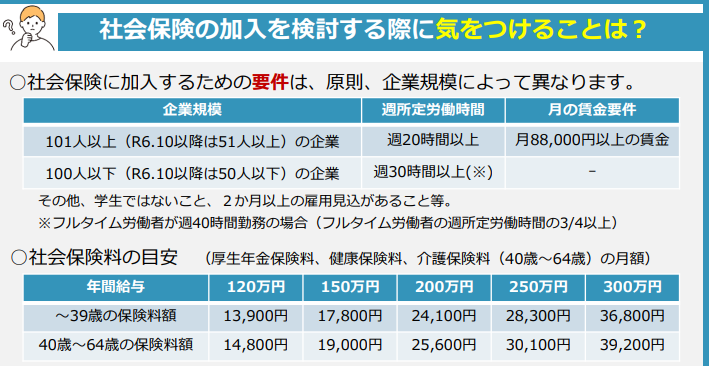 社会保険の加入を検討する際に気をつけることは？
○社会保険に加入するための要件は、原則、企業規模によって異なります。
企業規模 週所定労働時間 月の賃金要件
101人以上（R6.10以降は51人以上）の企業 週20時間以上 月88,000円以上の賃金
100人以下（R6.10以降は50人以下）の企業 週30時間以上(※) －
その他、学生ではないこと、２か月以上の雇用見込があること等。
※フルタイム労働者が週40時間勤務の場合（フルタイム労働者の週所定労働時間の3/4以上）
○社会保険料の目安 （厚生年金保険料、健康保険料、介護保険料（40歳～64歳）の月額）
年間給与 120万円 150万円 200万円 250万円 300万円
～39歳の保険料額 13,900円 17,800円 24,100円 28,300円 36,800円
40歳～64歳の保険料額 14,800円 19,000円 25,600円 30,100円 39,200円